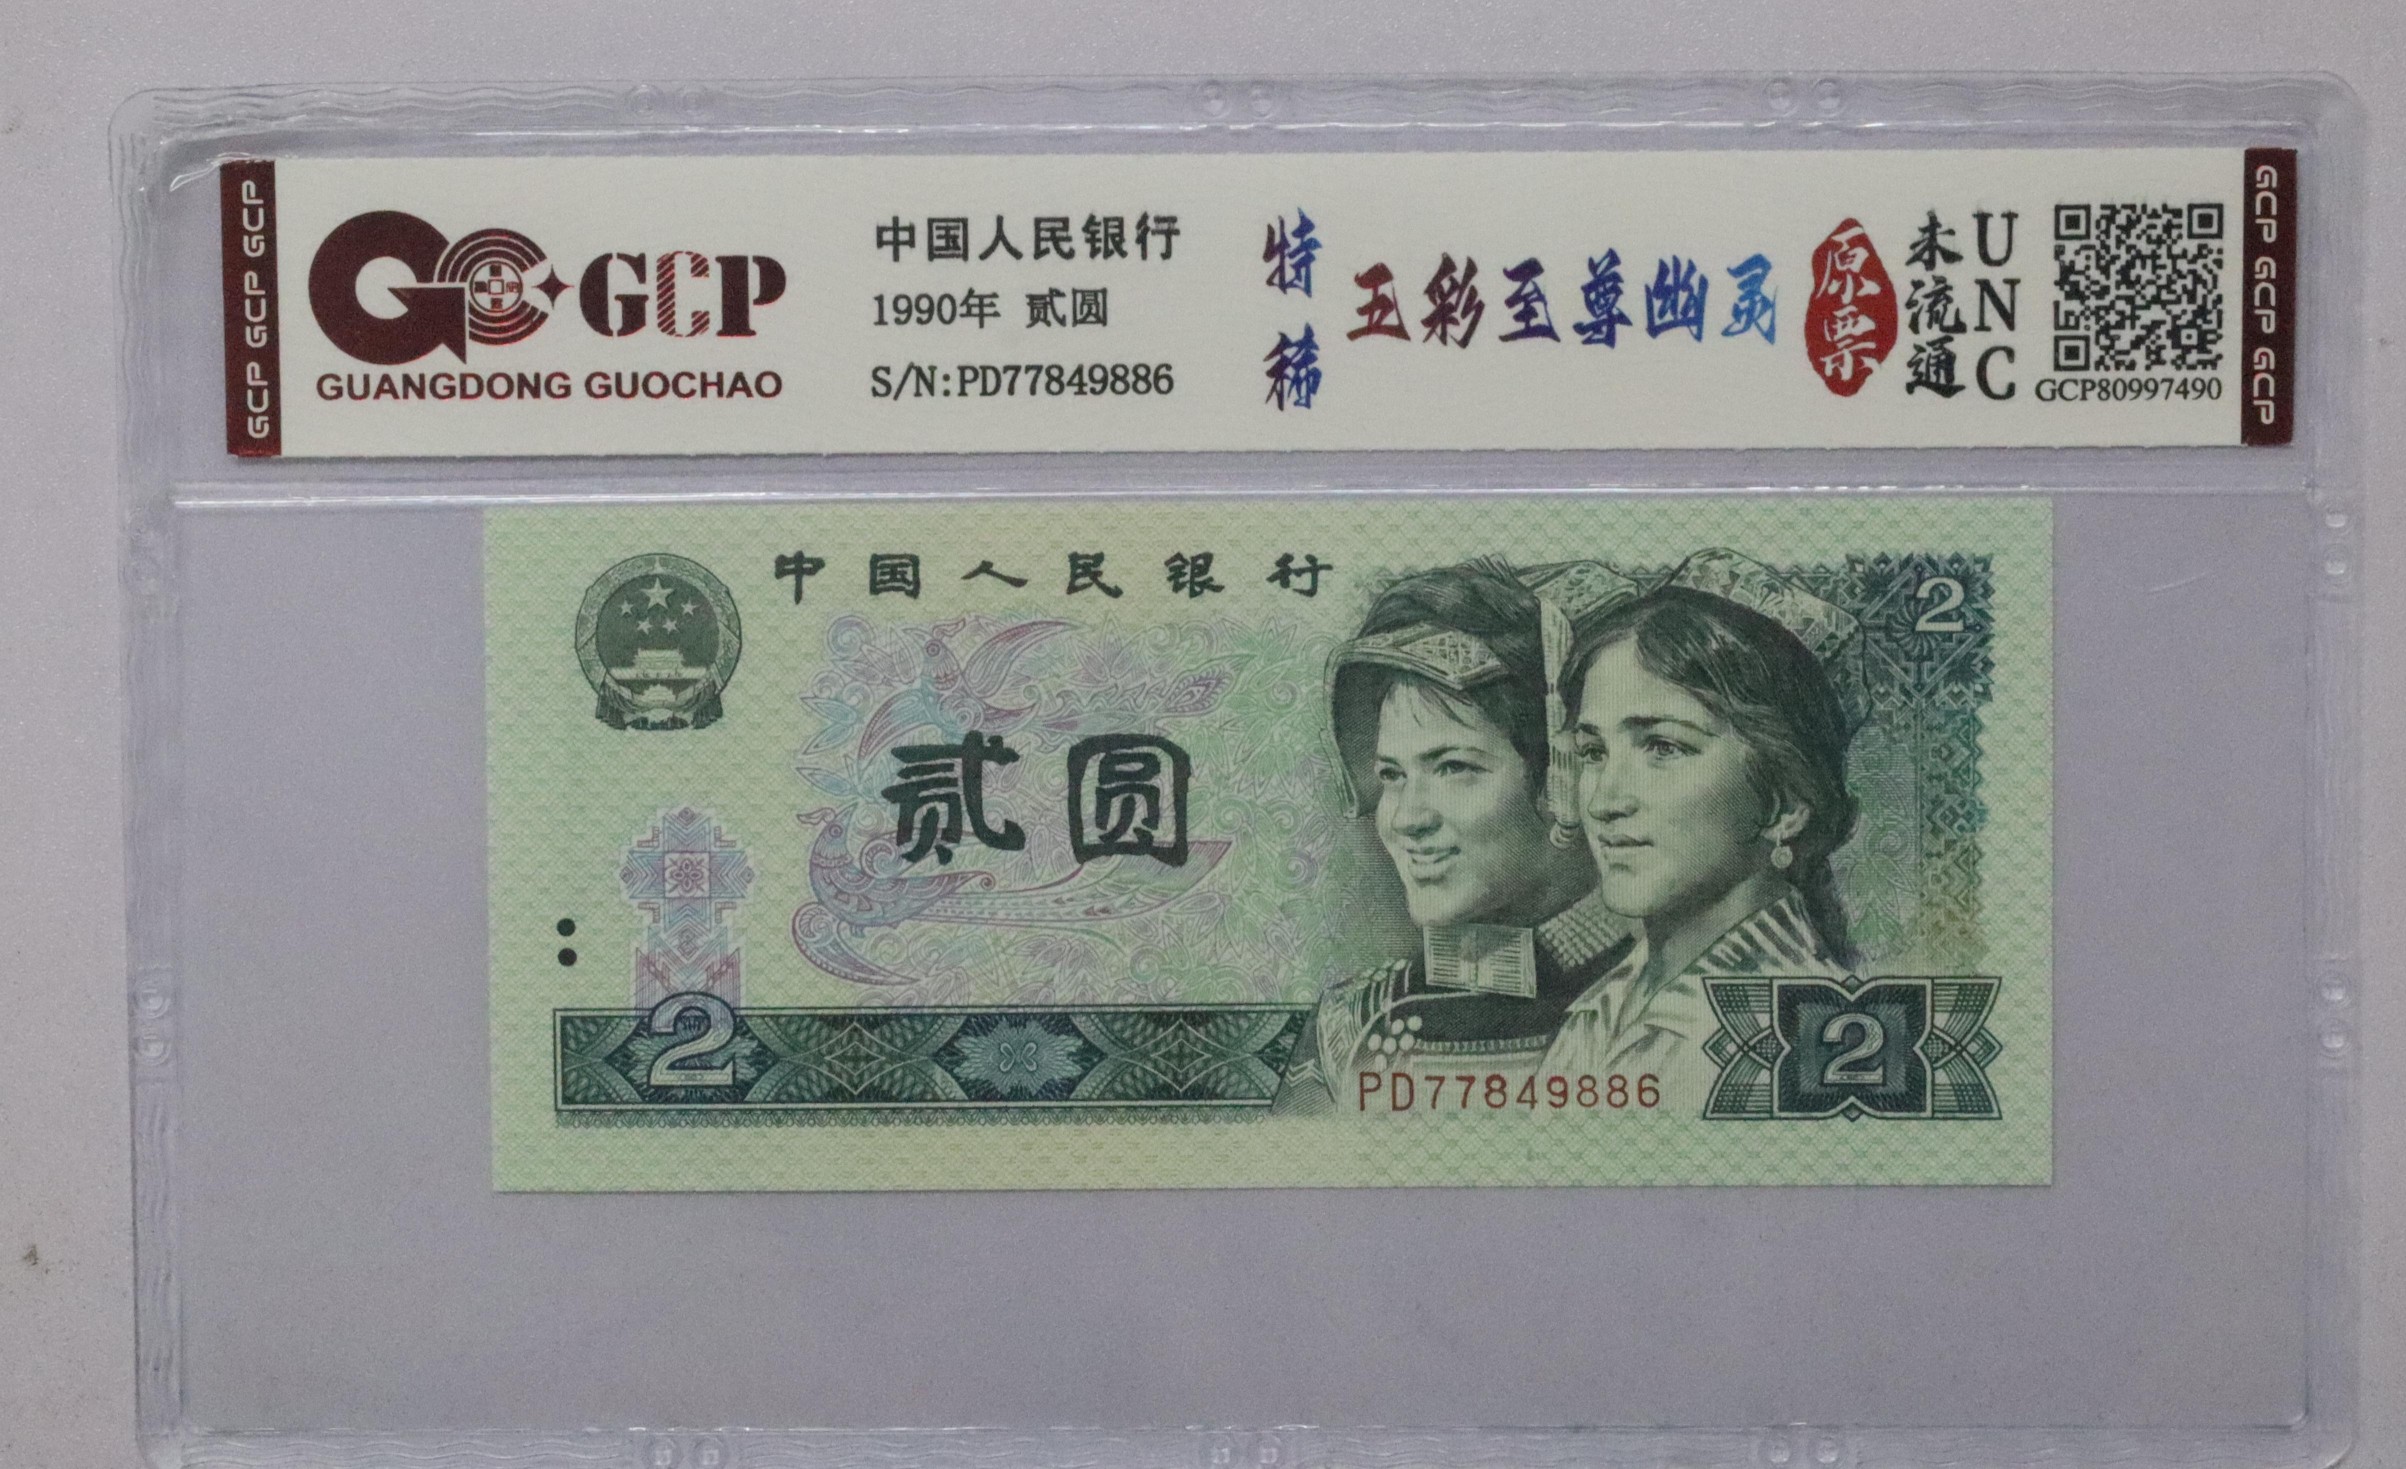 GCP GCP GCP
GCP
GUANGDONG GUOCHAO
中国人民银行
1990年 贰圆
S/N:PD77849886
特稀
五彩至尊幽灵
原票
未流通
UNC
GCP80997490
GCP GCP GCP
中国人民银行
2
贰圆
2
PD77849886
2